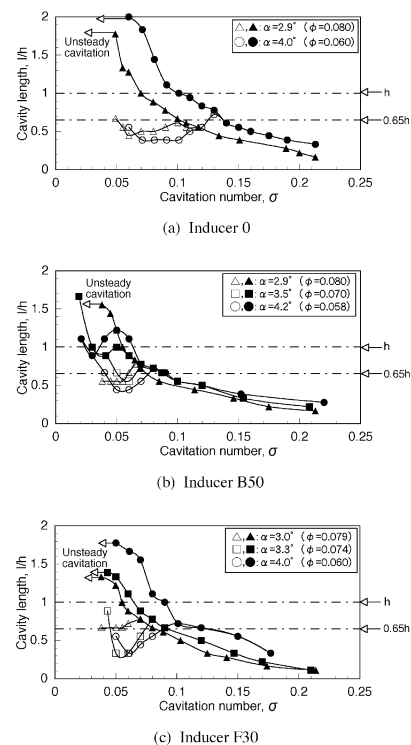 2
Unsteady
cavitation
△,▲: α=2.9° (φ=0.080)
○,●: α=4.0° (φ=0.060)
1.5
1
h
0.65h
0.5
0
0 0.05 0.1 0.15 0.2 0.25
Cavity length, l/h
Cavitation number, σ
(a) Inducer 0
2
Unsteady
cavitation
△,▲: α=2.9° (φ=0.080)
□,■: α=3.5° (φ=0.070)
○,●: α=4.2° (φ=0.058)
1.5
1
h
0.65h
0.5
0
0 0.05 0.1 0.15 0.2 0.25
Cavity length, l/h
Cavitation number, σ
(b) Inducer B50
2
Unsteady
cavitation
△,▲: α=3.0° (φ=0.079)
□,■: α=3.3° (φ=0.074)
○,●: α=4.0° (φ=0.060)
1.5
1
h
0.65h
0.5
0
0 0.05 0.1 0.15 0.2 0.25
Cavity length, l/h
Cavitation number, σ
(c) Inducer F30